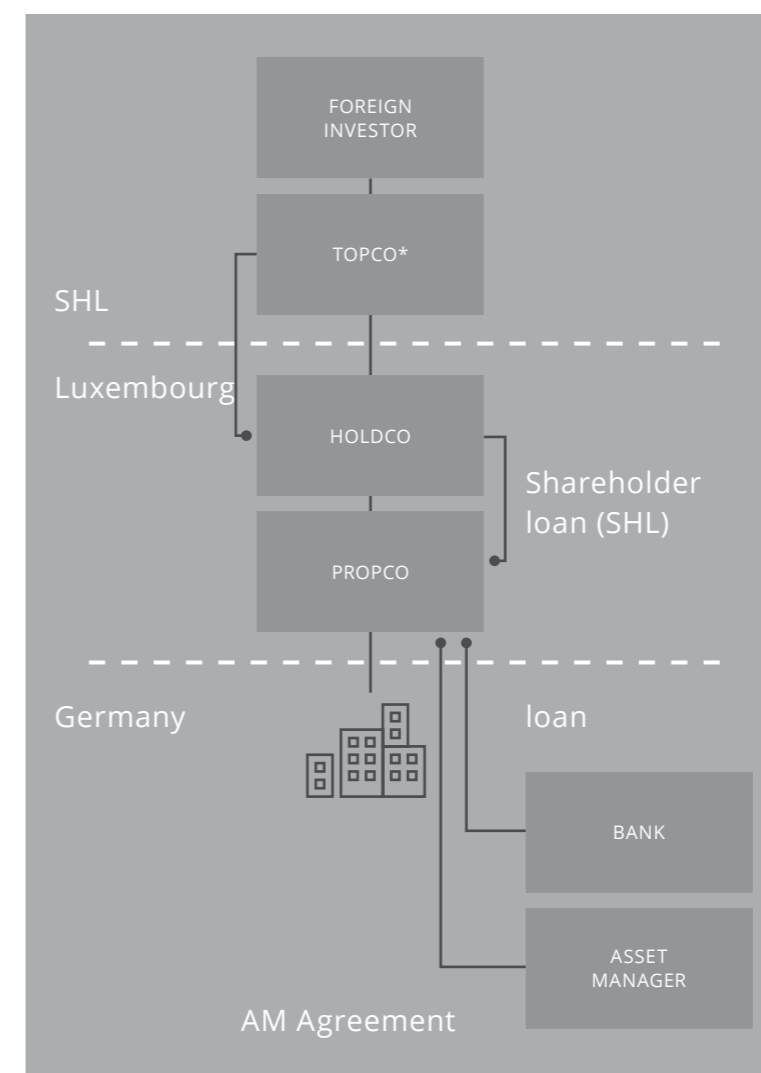 FOREIGN
INVESTOR
TOPCO*
SHL
Luxembourg
HOLDCO
Shareholder
loan (SHL)
PROPCO
Germany
loan
BANK
ASSET
MANAGER
AM Agreement